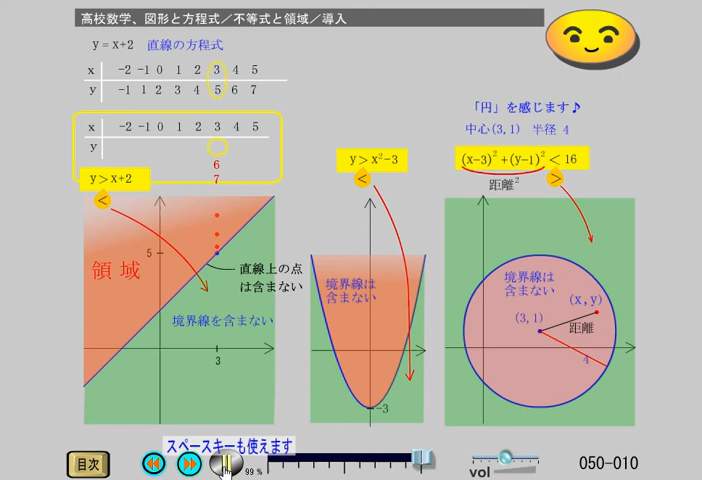 高校数学、図形と方程式／不等式と領域／導入
y = x+2 直線の方程式
x -2 -1 0 1 2 3 4 5
y -1 1 2 3 4 5 6 7
x -2 -1 0 1 2 3 4 5
y
6
7
y > x+2
<
領域
5
直線上の点
は含まない
境界線を含まない
3
y > x²-3
<
境界線は
含まない
-3
「円」を感じます♪
中心(3,1) 半径 4
(x-3)² + (y-1)² < 16
距離²
>
境界線は
含まない
(x,y)
(3,1)
距離
4
スペースキーも使えます
目次
99 %
vol
050-010